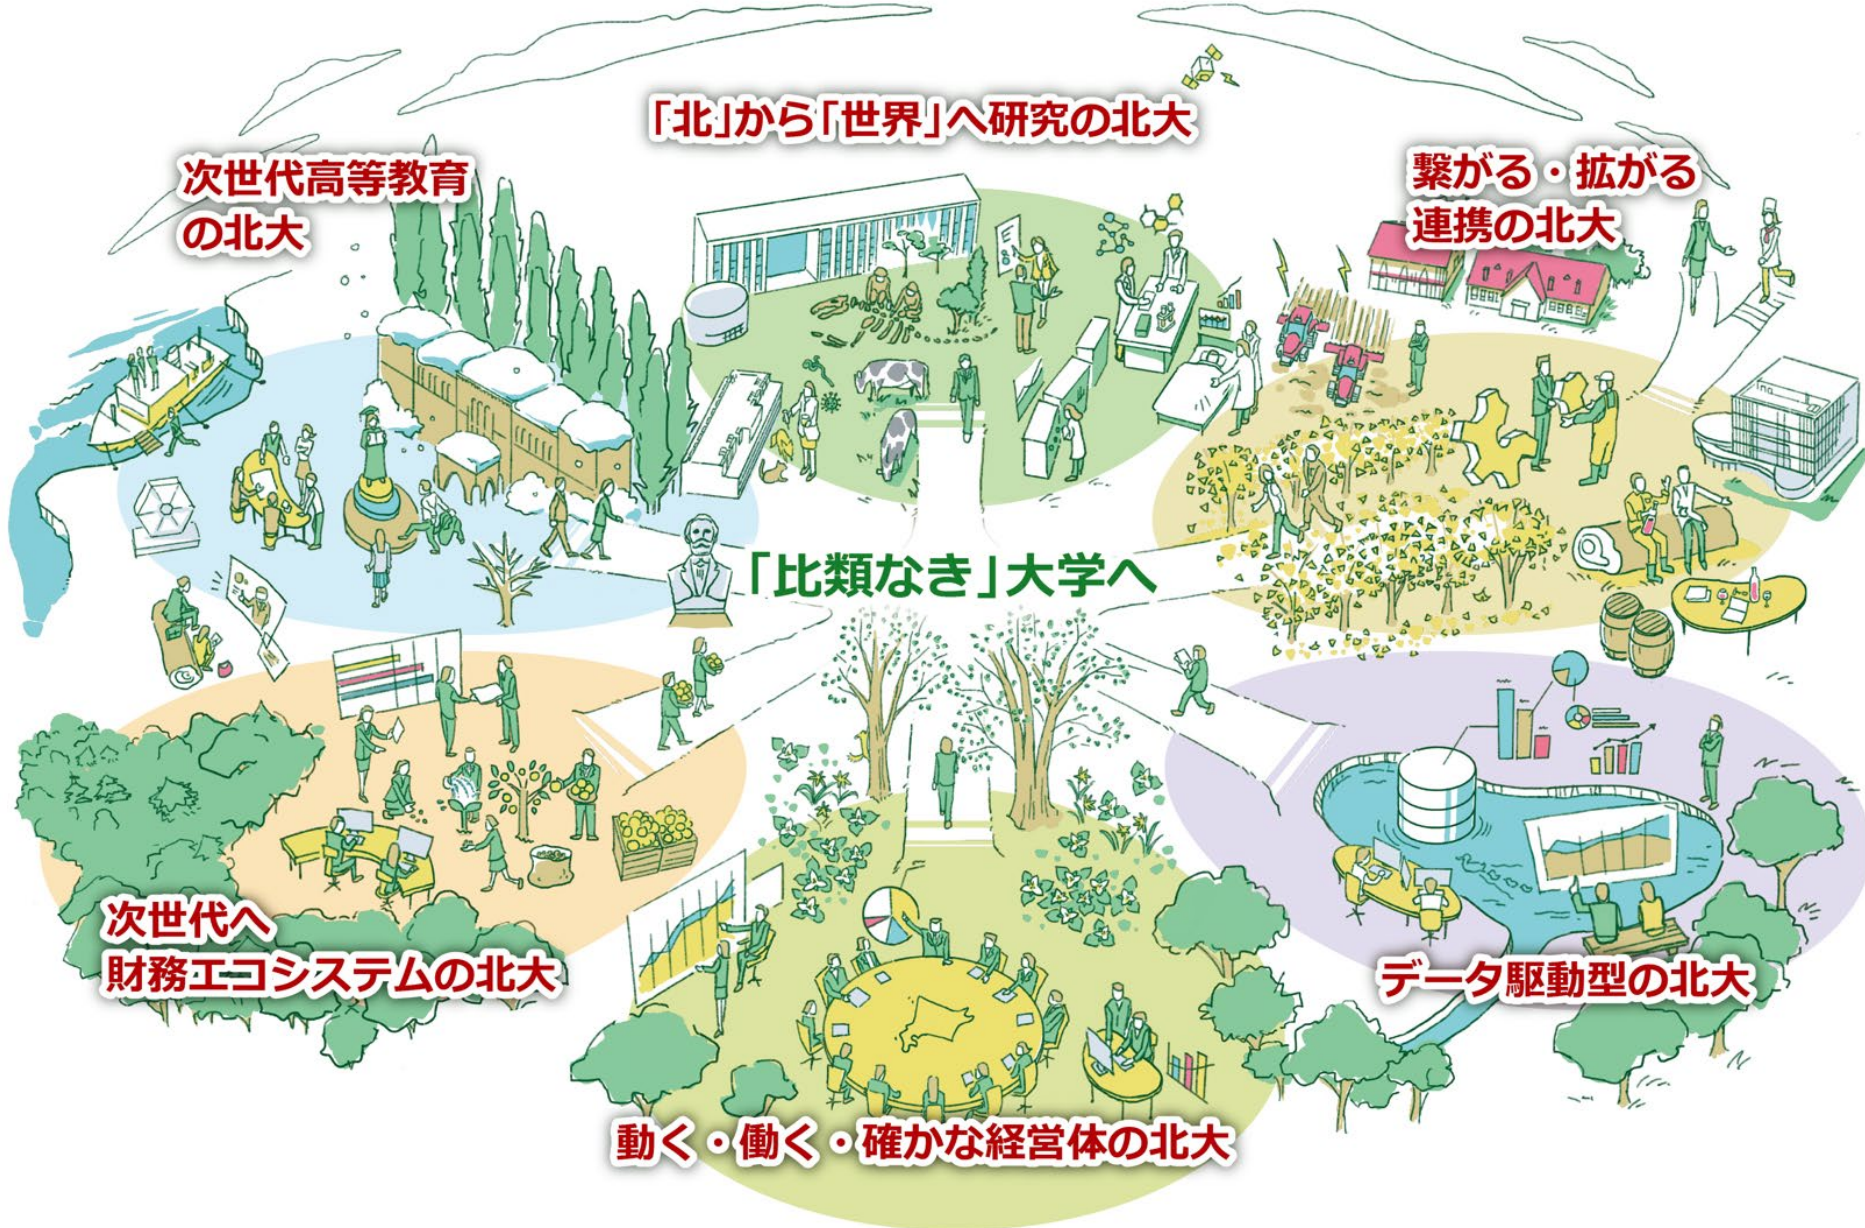 「北」から「世界」へ研究の北大
次世代高等教育
の北大
繋がる・拡がる
連携の北大
「比類なき」大学へ
次世代へ
財務エコシステムの北大
データ駆動型の北大
動く・働く・確かな経営体の北大